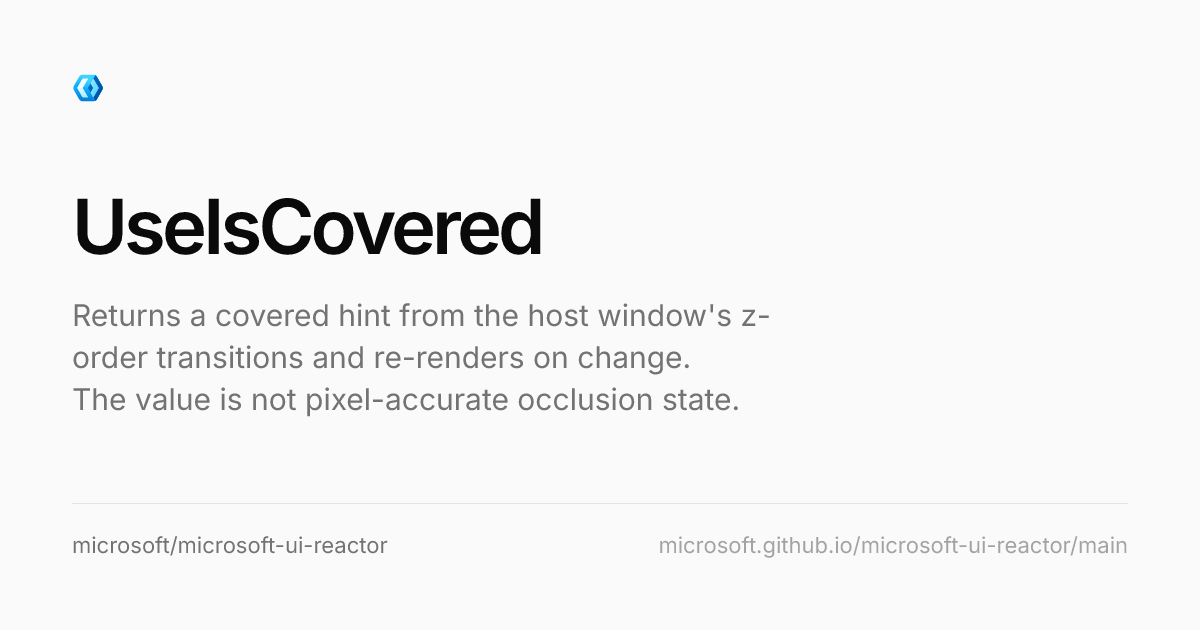 UseIsCovered
Returns a covered hint from the host window's z-
order transitions and re-renders on change.
The value is not pixel-accurate occlusion state.
microsoft/microsoft-ui-reactor
microsoft.github.io/microsoft-ui-reactor/main